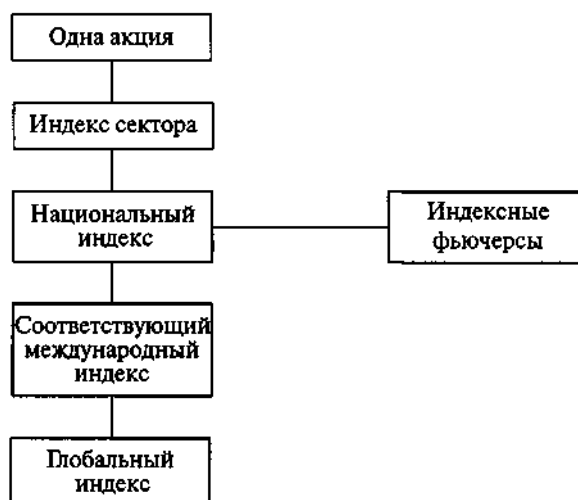 Одна акция
Индекс сектора
Национальный
индекс
Индексные
фьючерсы
Соответствующий
международный
индекс
Глобальный
индекс